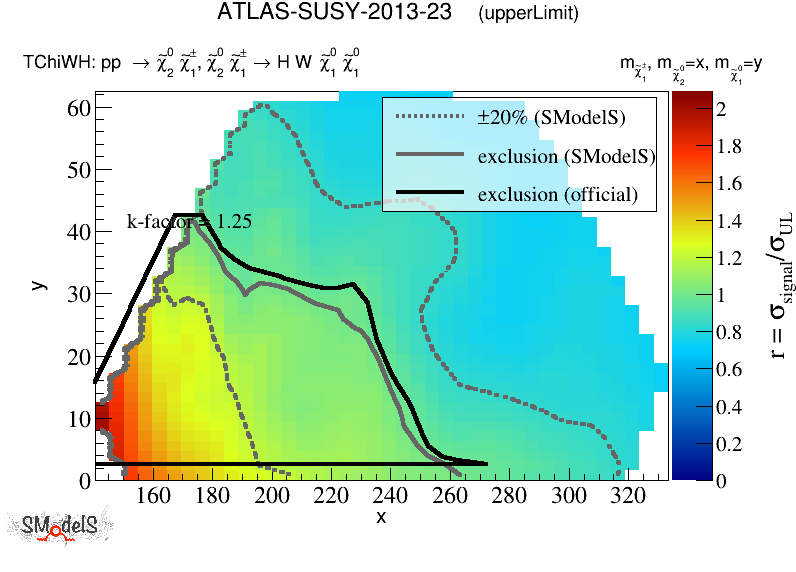 ATLAS-SUSY-2013-23 (upperLimit)
TChiWH: pp → χ̃⁰₂ χ̃±₁, χ̃⁰₂ χ̃±₁ → H W χ̃⁰₁ χ̃⁰₁
m_χ̃±₁, m_χ̃⁰₂=x, m_χ̃⁰₁=y
±20% (SModelS)
exclusion (SModelS)
exclusion (official)
k-factor = 1.25
60
50
40
30
20
10
0
y
160 180 200 220 240 260 280 300 320
x
2
1.8
1.6
1.4
1.2
1
0.8
0.6
0.4
0.2
0
r = σ_signal/σ_UL
SModelS